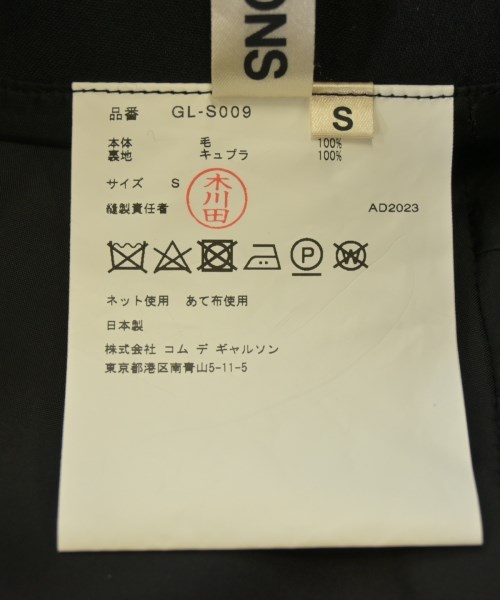 ONS
S
品番 GL-S009
本体 毛 100%
裏地 キュプラ 100%
サイズ S
木川田
縫製責任者 AD2023
P
W
ネット使用 あて布使用
日本製
株式会社 コム デ ギャルソン
東京都港区南青山5-11-5